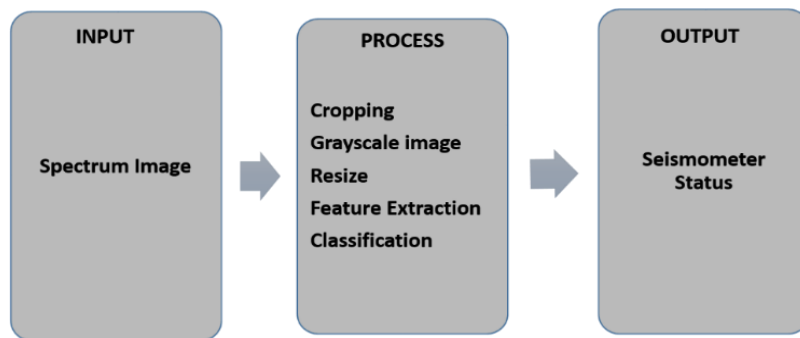 INPUT
Spectrum Image
PROCESS
Cropping
Grayscale image
Resize
Feature Extraction
Classification
OUTPUT
Seismometer
Status